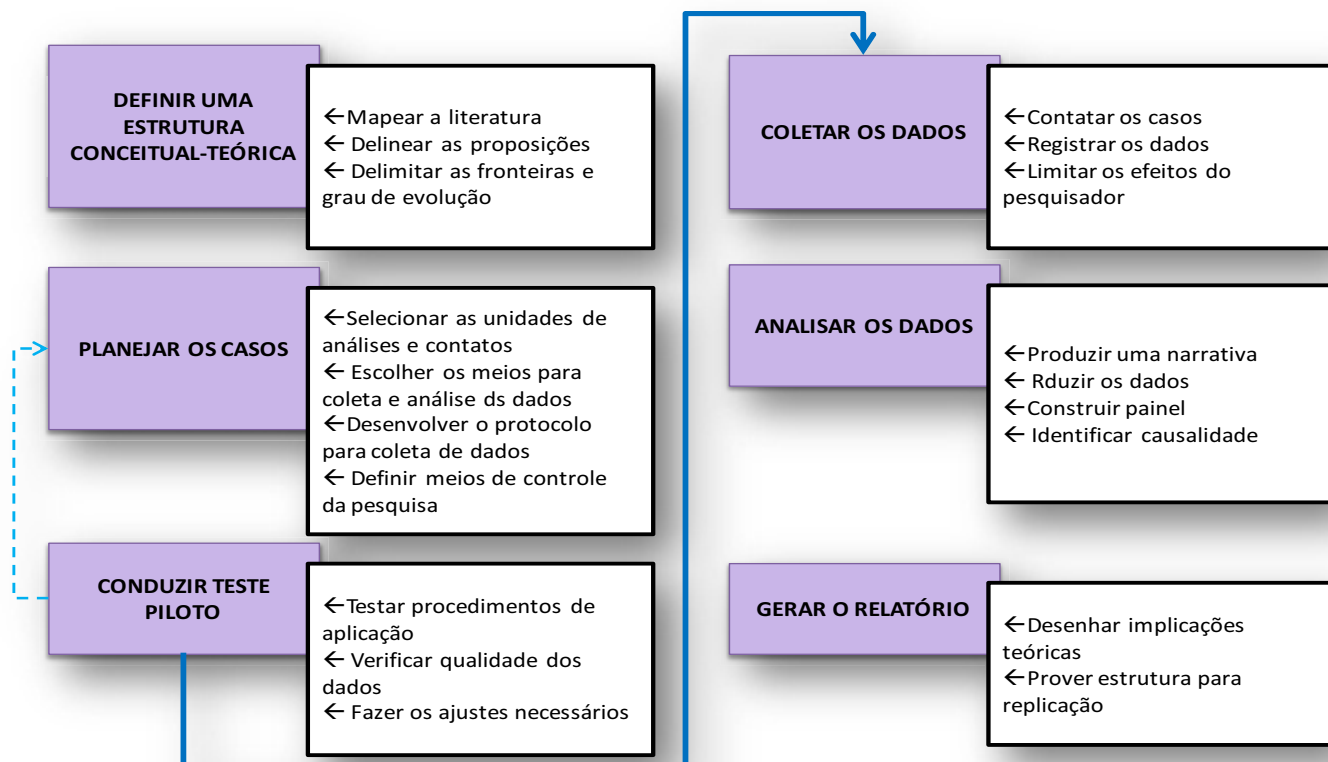 DEFINIR UMA
ESTRUTURA
CONCEITUAL-TEÓRICA
←Mapear a literatura
← Delinear as proposições
← Delimitar as fronteiras e
grau de evolução
PLANEJAR OS CASOS
←Selecionar as unidades de
análises e contatos
← Escolher os meios para
coleta e análise ds dados
←Desenvolver o protocolo
para coleta de dados
← Definir meios de controle
da pesquisa
CONDUZIR TESTE
PILOTO
←Testar procedimentos de
aplicação
← Verificar qualidade dos
dados
← Fazer os ajustes necessários
COLETAR OS DADOS
←Contatar os casos
←Registrar os dados
←Limitar os efeitos do
pesquisador
ANALISAR OS DADOS
←Produzir uma narrativa
← Rduzir os dados
←Construir painel
← Identificar causalidade
GERAR O RELATÓRIO
←Desenhar implicações
teóricas
←Prover estrutura para
replicação